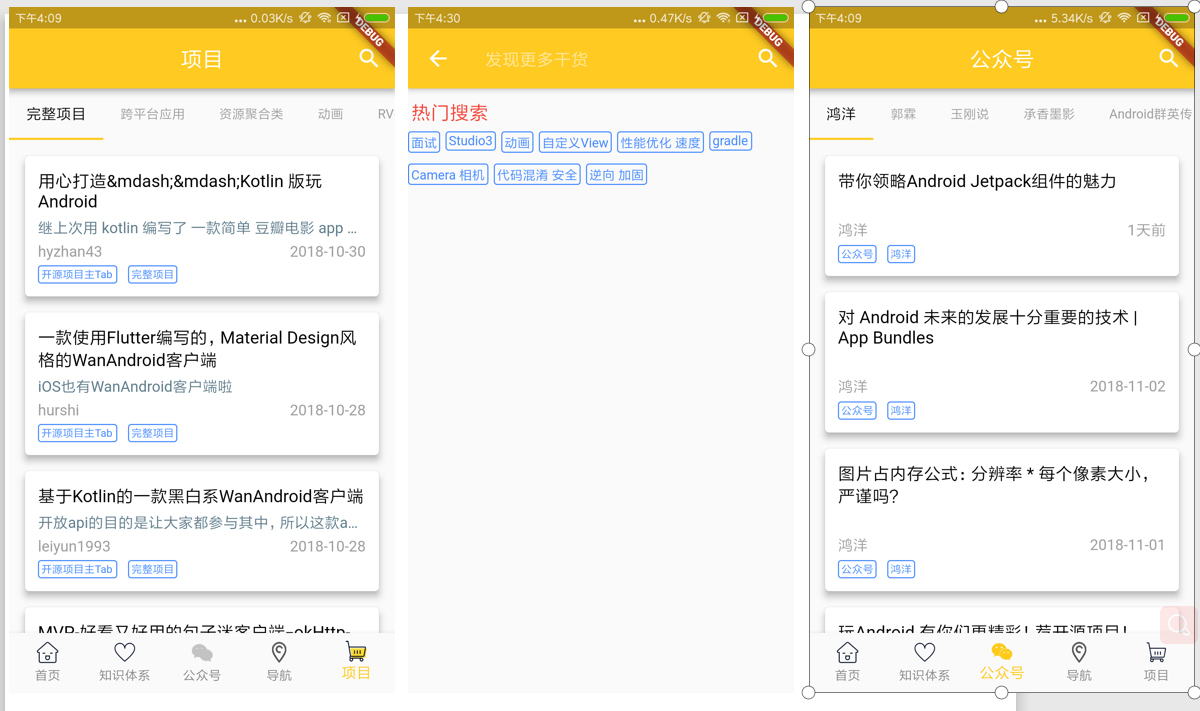 下午4:09
... 0.03K/s
DEBUG
项目
完整项目
跨平台应用
资源聚合类
动画
RV
用心打造&mdash;&mdash;Kotlin 版玩
Android
继上次用 kotlin 编写了 一款简单 豆瓣电影 app ...
hyzhan43
2018-10-30
开源项目主Tab
完整项目
一款使用Flutter编写的，Material Design风
格的WanAndroid客户端
iOS也有WanAndroid客户端啦
hurshi
2018-10-28
开源项目主Tab
完整项目
基于Kotlin的一款黑白系WanAndroid客户端
开放api的目的是让大家都参与其中，所以这款a...
leiyun1993
2018-10-28
开源项目主Tab
完整项目
MVP-好看又好用的句子迷客户端-okHttp-
首页
知识体系
公众号
导航
项目
下午4:30
... 0.47K/s
DEBUG
发现更多干货
热门搜索
面试
Studio3
动画
自定义View
性能优化 速度
gradle
Camera 相机
代码混淆 安全
逆向 加固
下午4:09
... 5.34K/s
DEBUG
公众号
鸿洋
郭霖
玉刚说
承香墨影
Android群英传
带你领略Android Jetpack组件的魅力
鸿洋
1天前
公众号
鸿洋
对 Android 未来的发展十分重要的技术 |
App Bundles
鸿洋
2018-11-02
公众号
鸿洋
图片占内存公式：分辨率 * 每个像素大小，
严谨吗？
鸿洋
2018-11-01
公众号
鸿洋
玩Android 有你们更精彩！荐开源项目！
首页
知识体系
公众号
导航
项目